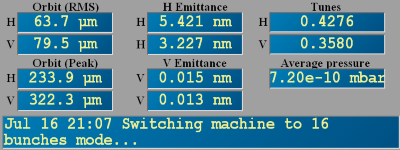 Orbit (RMS) H Emittance Tunes
H 63.7 µm H 5.421 nm H 0.4276
V 79.5 µm V 3.227 nm V 0.3580
Orbit (Peak) V Emittance Average pressure
H 233.9 µm H 0.015 nm 7.20e-10 mbar
V 322.3 µm V 0.013 nm
Jul 16 21:07 Switching machine to 16
bunches mode...